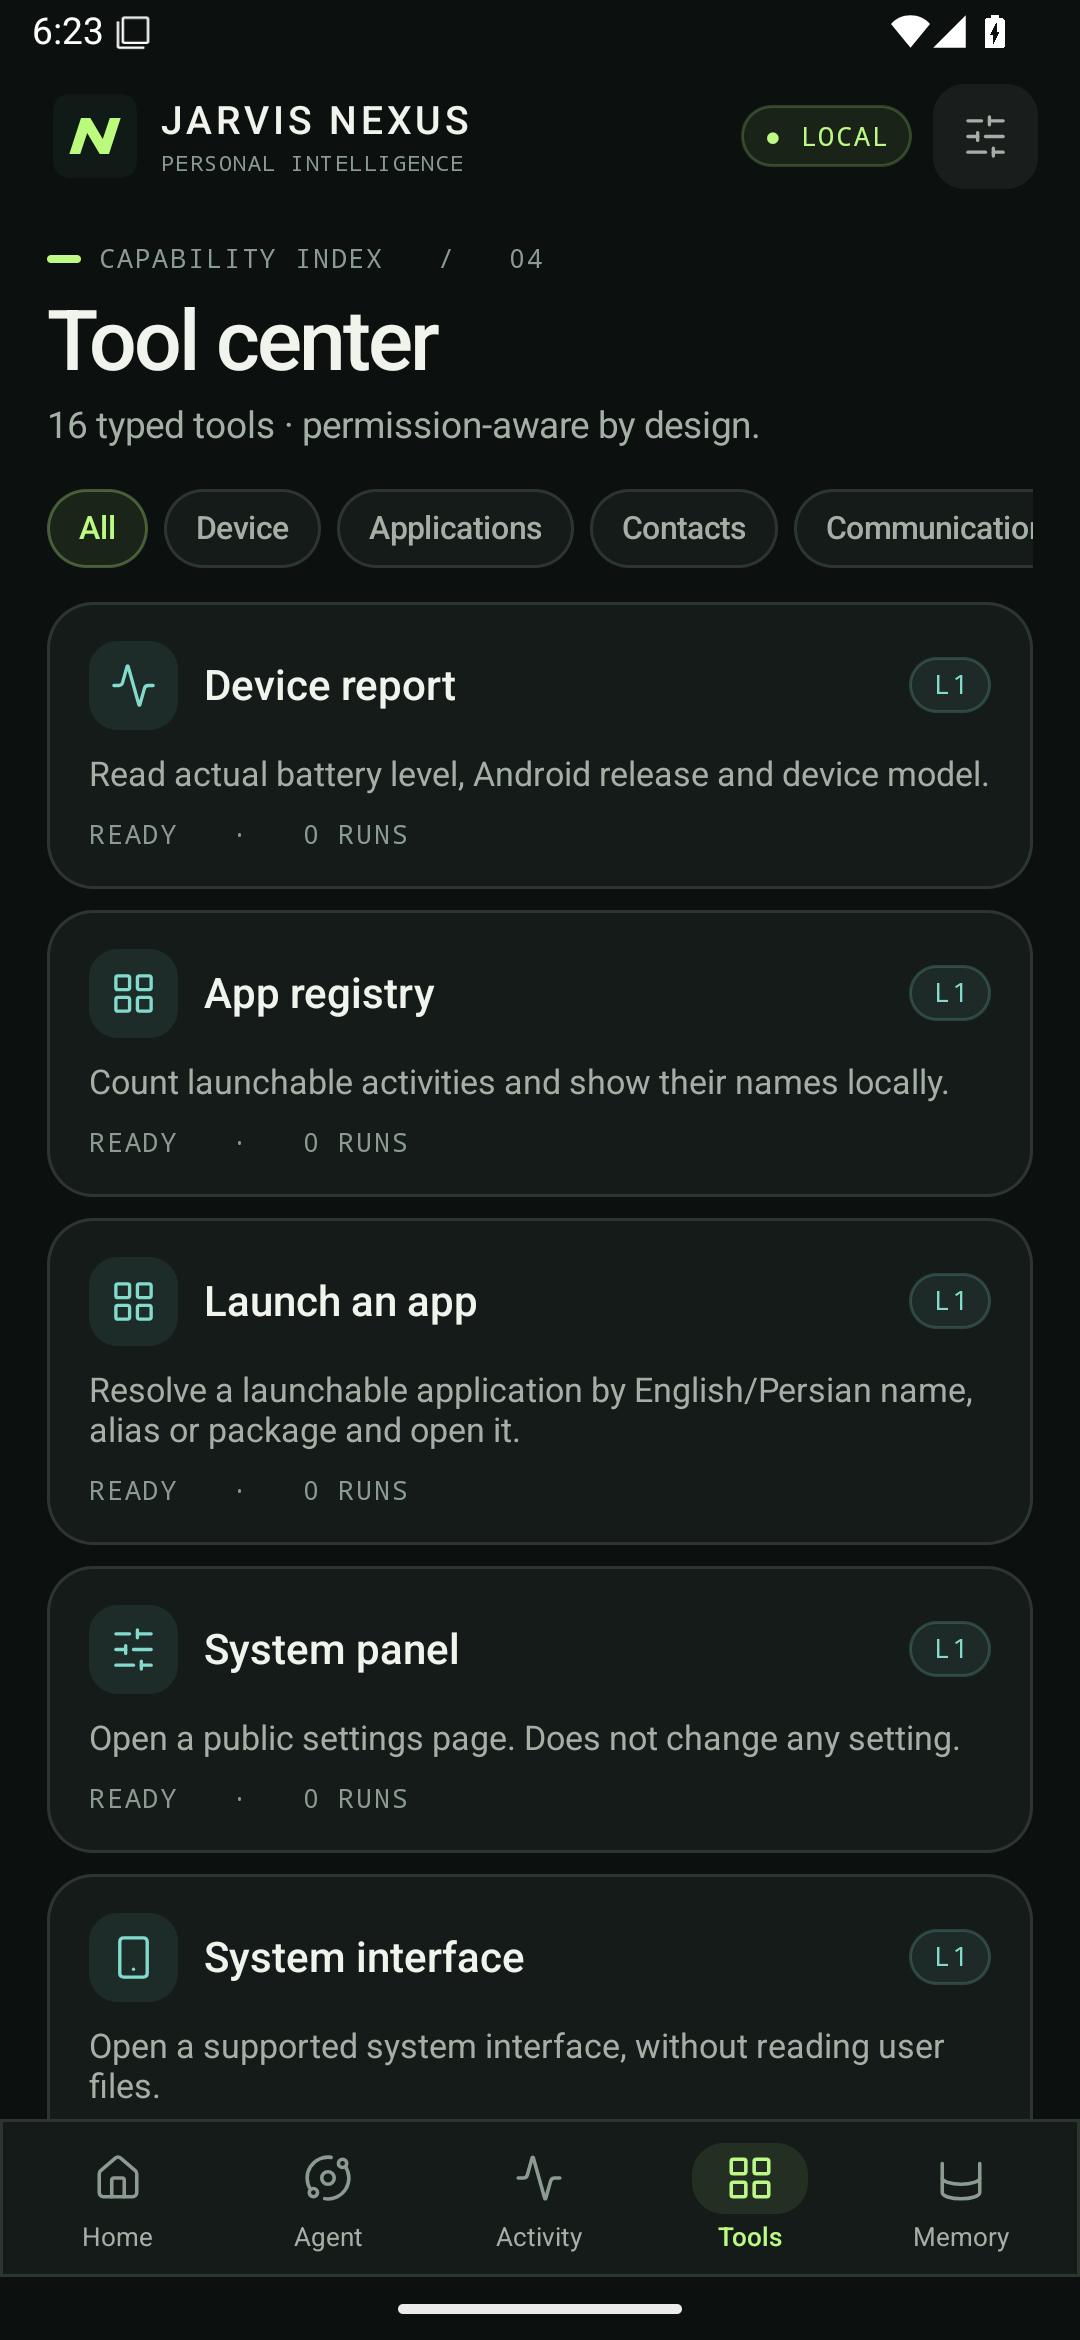 6:23
JARVIS NEXUS
PERSONAL INTELLIGENCE
LOCAL
CAPABILITY INDEX / 04
Tool center
16 typed tools · permission-aware by design.
All
Device
Applications
Contacts
Communication
Device report
L1
Read actual battery level, Android release and device model.
READY · 0 RUNS
App registry
L1
Count launchable activities and show their names locally.
READY · 0 RUNS
Launch an app
L1
Resolve a launchable application by English/Persian name,
alias or package and open it.
READY · 0 RUNS
System panel
L1
Open a public settings page. Does not change any setting.
READY · 0 RUNS
System interface
L1
Open a supported system interface, without reading user
files.
Home
Agent
Activity
Tools
Memory